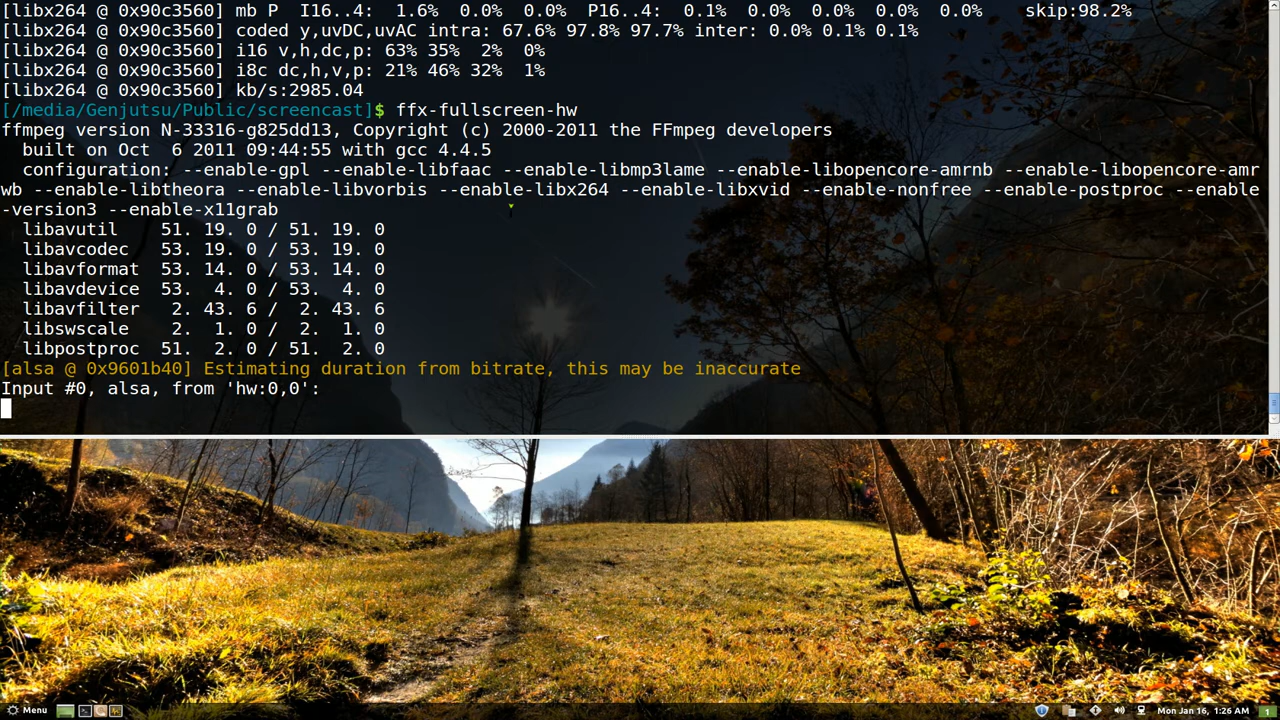 [libx264 @ 0x90c3560] mb P  I16..4:  1.6%  0.0%  0.0%  P16..4:  0.1%  0.0%  0.0%  0.0%  0.0%    skip:98.2%
[libx264 @ 0x90c3560] coded y,uvDC,uvAC intra: 67.6% 97.8% 97.7% inter: 0.0% 0.1% 0.1%
[libx264 @ 0x90c3560] i16 v,h,dc,p: 63% 35%  2%  0%
[libx264 @ 0x90c3560] i8c dc,h,v,p: 21% 46% 32%  1%
[libx264 @ 0x90c3560] kb/s:2985.04
[/media/Genjutsu/Public/screencast]$ ffx-fullscreen-hw
ffmpeg version N-33316-g825dd13, Copyright (c) 2000-2011 the FFmpeg developers
  built on Oct  6 2011 09:44:55 with gcc 4.4.5
  configuration: --enable-gpl --enable-libfaac --enable-libmp3lame --enable-libopencore-amrnb --enable-libopencore-amr
wb --enable-libtheora --enable-libvorbis --enable-libx264 --enable-libxvid --enable-nonfree --enable-postproc --enable
-version3 --enable-x11grab
  libavutil    51. 19. 0 / 51. 19. 0
  libavcodec   53. 19. 0 / 53. 19. 0
  libavformat  53. 14. 0 / 53. 14. 0
  libavdevice  53.  4. 0 / 53.  4. 0
  libavfilter   2. 43. 6 /  2. 43. 6
  libswscale    2.  1. 0 /  2.  1. 0
  libpostproc  51.  2. 0 / 51.  2. 0
[alsa @ 0x9601b40] Estimating duration from bitrate, this may be inaccurate
Input #0, alsa, from 'hw:0,0':
Menu
Mon Jan 16, 1:26 AM
1